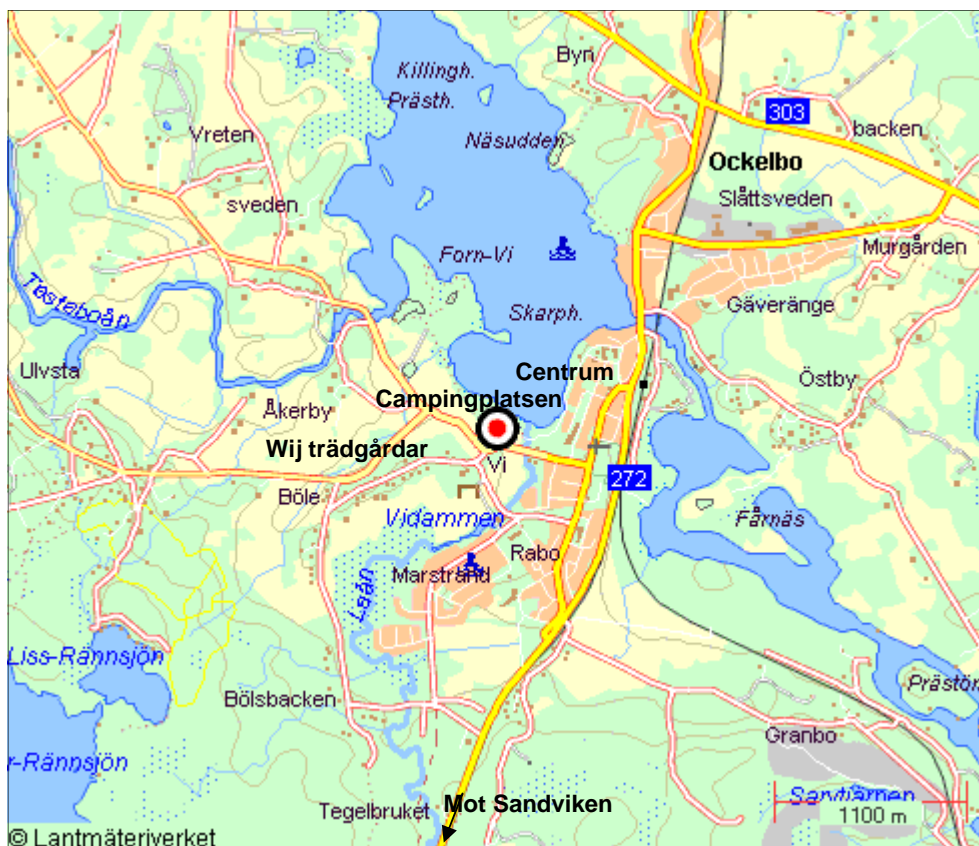 Killingh.
Prästh.
Byn
303
Vreten
Näsudden
backen
Ockelbo
Slåttsveden
sveden
Forn-Vi
Murgården
Testeboån
Skarph.
Gäveränge
Ulvsta
Centrum
Östby
Åkerby
Campingplatsen
Wij trädgårdar
Vi
272
Böle
Vidammen
Fårnäs
Rabo
Marstrand
Laån
Liss-Rännsjön
Prästör
Bölsbacken
Granbo
r-Rännsjön
Sandtjärnen
Tegelbruket
Mot Sandviken
1100 m
© Lantmäteriverket